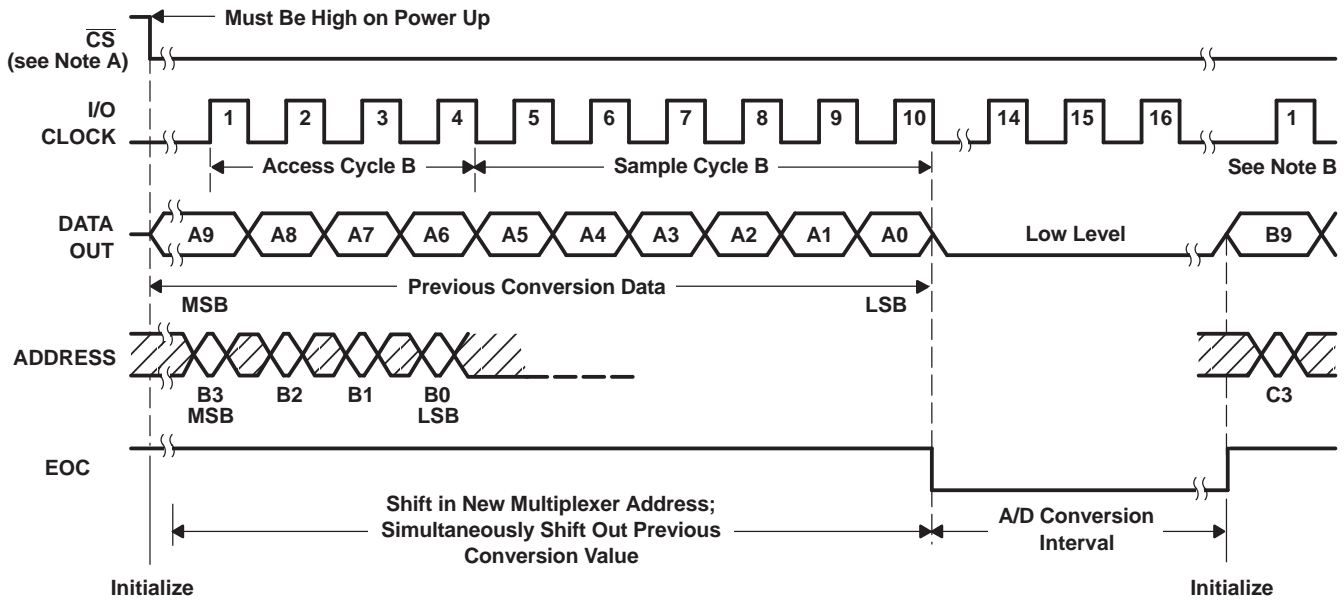 Must Be High on Power Up
CS
(see Note A)
I/O
CLOCK
1 2 3 4 5 6 7 8 9 10 14 15 16 1
Access Cycle B
Sample Cycle B
See Note B
DATA
OUT
A9 A8 A7 A6 A5 A4 A3 A2 A1 A0 Low Level B9
Previous Conversion Data
MSB
LSB
ADDRESS
B3 B2 B1 B0 C3
MSB LSB
EOC
Shift in New Multiplexer Address;
Simultaneously Shift Out Previous
Conversion Value
A/D Conversion
Interval
Initialize
Initialize